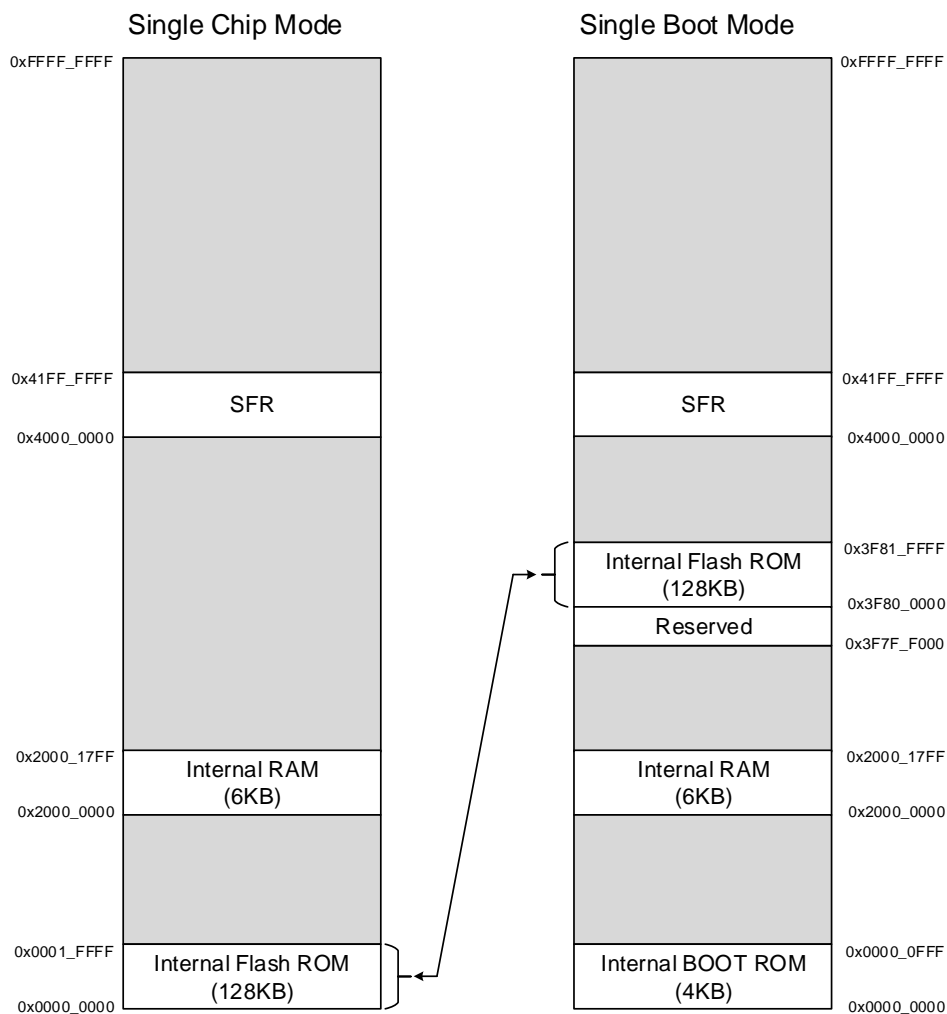 Single Chip Mode
0xFFFF_FFFF
0x41FF_FFFF
SFR
0x4000_0000
0x2000_17FF
Internal RAM
(6KB)
0x2000_0000
0x0001_FFFF
Internal Flash ROM
(128KB)
0x0000_0000
Single Boot Mode
0xFFFF_FFFF
0x41FF_FFFF
SFR
0x4000_0000
0x3F81_FFFF
Internal Flash ROM
(128KB)
0x3F80_0000
Reserved
0x3F7F_F000
0x2000_17FF
Internal RAM
(6KB)
0x2000_0000
0x0000_0FFF
Internal BOOT ROM
(4KB)
0x0000_0000